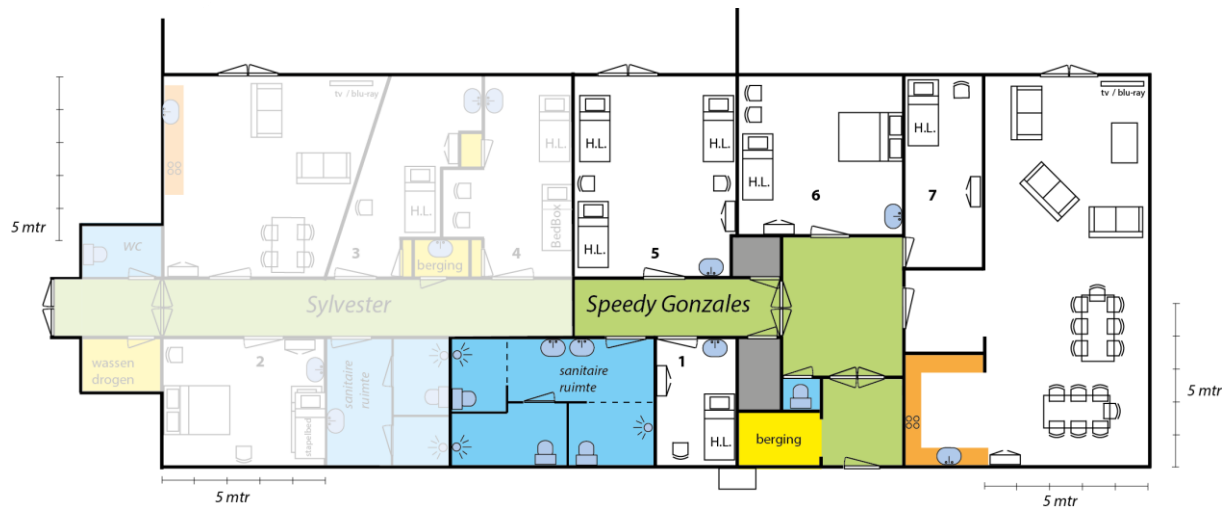 tv / blu-ray
H.L.
H.L.
H.L.
H.L.
tv / blu-ray
H.L.
H.L.
6
7
H.L.
BedBox
5 mtr
wc
3
berging
4
5
H.L.
Sylvester
Speedy Gonzales
wassen
drogen
2
sanitaire
ruimte
stapelbed
sanitaire
ruimte
1
H.L.
berging
5 mtr
5 mtr
5 mtr